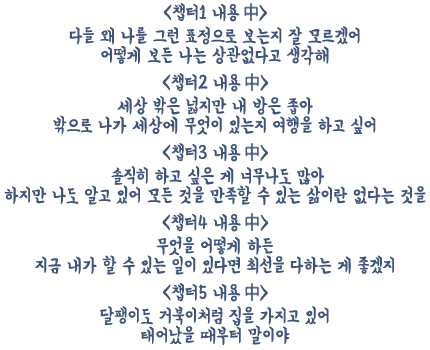 <챕터1 내용 中>
다들 왜 나를 그런 표정으로 보는지 잘 모르겠어
어떻게 보든 나는 상관없다고 생각해
<챕터2 내용 中>
세상 밖은 넓지만 내 방은 좁아
밖으로 나가 세상에 무엇이 있는지 여행을 하고 싶어
<챕터3 내용 中>
솔직히 하고 싶은 게 너무나도 많아
하지만 나도 알고 있어 모든 것을 만족할 수 있는 삶이란 없다는 것을
<챕터4 내용 中>
무엇을 어떻게 하든
지금 내가 할 수 있는 일이 있다면 최선을 다하는 게 좋겠지
<챕터5 내용 中>
달팽이도 거북이처럼 집을 가지고 있어
태어났을 때부터 말이야